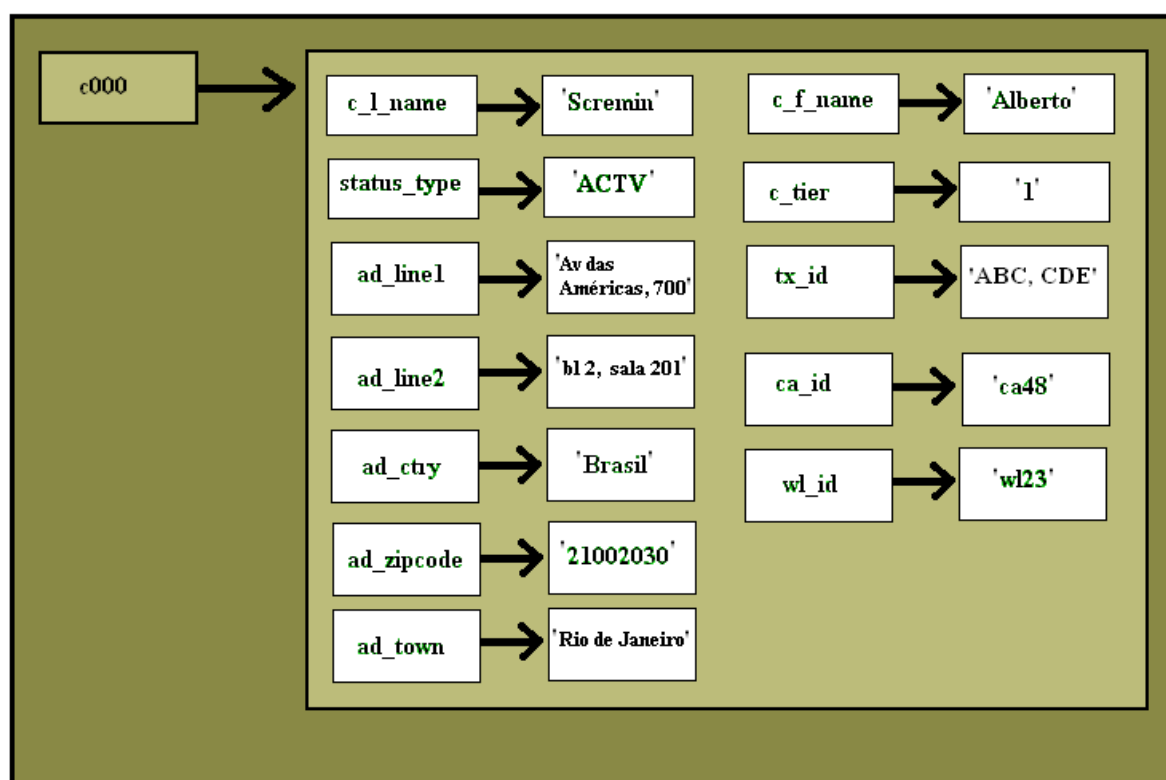 c000
c_l_name
'Scremin'
c_f_name
'Alberto'
status_type
'ACTV'
c_tier
'1'
ad_line1
'Av das
Américas, 700'
tx_id
'ABC, CDE'
ad_line2
'bl 2, sala 201'
ca_id
'ca48'
ad_ctry
'Brasil'
wl_id
'wl23'
ad_zipcode
'21002030'
ad_town
'Rio de Janeiro'